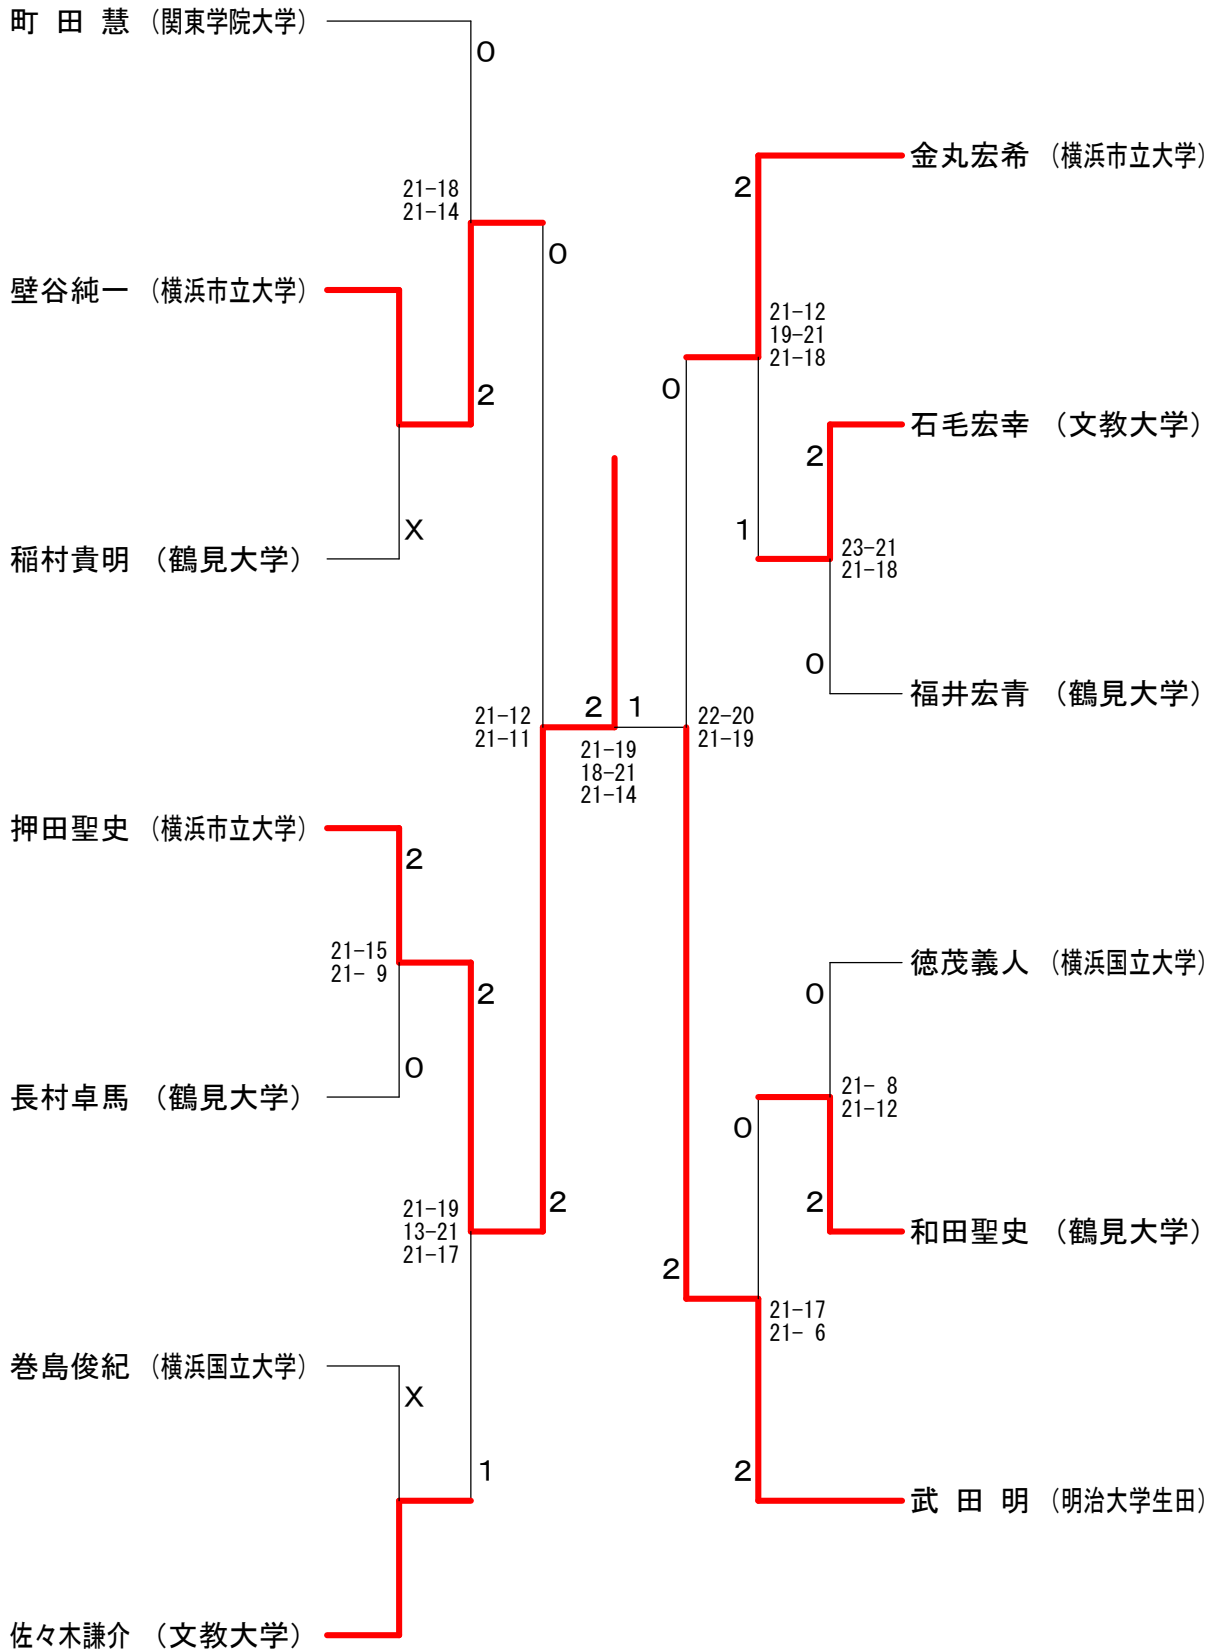 町 田 慧 （関東学院大学）
0
21-18
21-14
0
壁谷純一 （横浜市立大学）
2
X
稲村貴明 （鶴見大学）
21-12
21-11
押田聖史 （横浜市立大学）
2
21-15
21- 9
2
0
長村卓馬 （鶴見大学）
21-19
13-21
21-17
2
巻島俊紀 （横浜国立大学）
X
1
佐々木謙介 （文教大学）
2 1
21-19
18-21
21-14
金丸宏希 （横浜市立大学）
2
21-12
19-21
21-18
0
石毛宏幸 （文教大学）
2
1
23-21
21-18
0
福井宏青 （鶴見大学）
22-20
21-19
徳茂義人 （横浜国立大学）
0
21- 8
21-12
0
2
和田聖史 （鶴見大学）
2
21-17
21- 6
2
武 田 明 （明治大学生田）